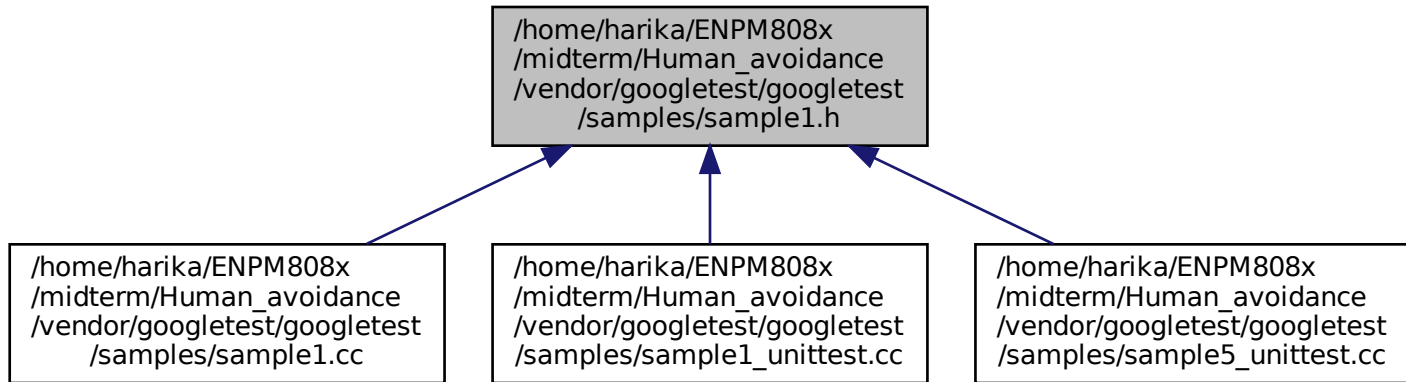 /home/harika/ENPM808x
/midterm/Human_avoidance
/vendor/googletest/googletest
/samples/sample1.h
/home/harika/ENPM808x
/midterm/Human_avoidance
/vendor/googletest/googletest
/samples/sample1.cc
/home/harika/ENPM808x
/midterm/Human_avoidance
/vendor/googletest/googletest
/samples/sample1_unittest.cc
/home/harika/ENPM808x
/midterm/Human_avoidance
/vendor/googletest/googletest
/samples/sample5_unittest.cc